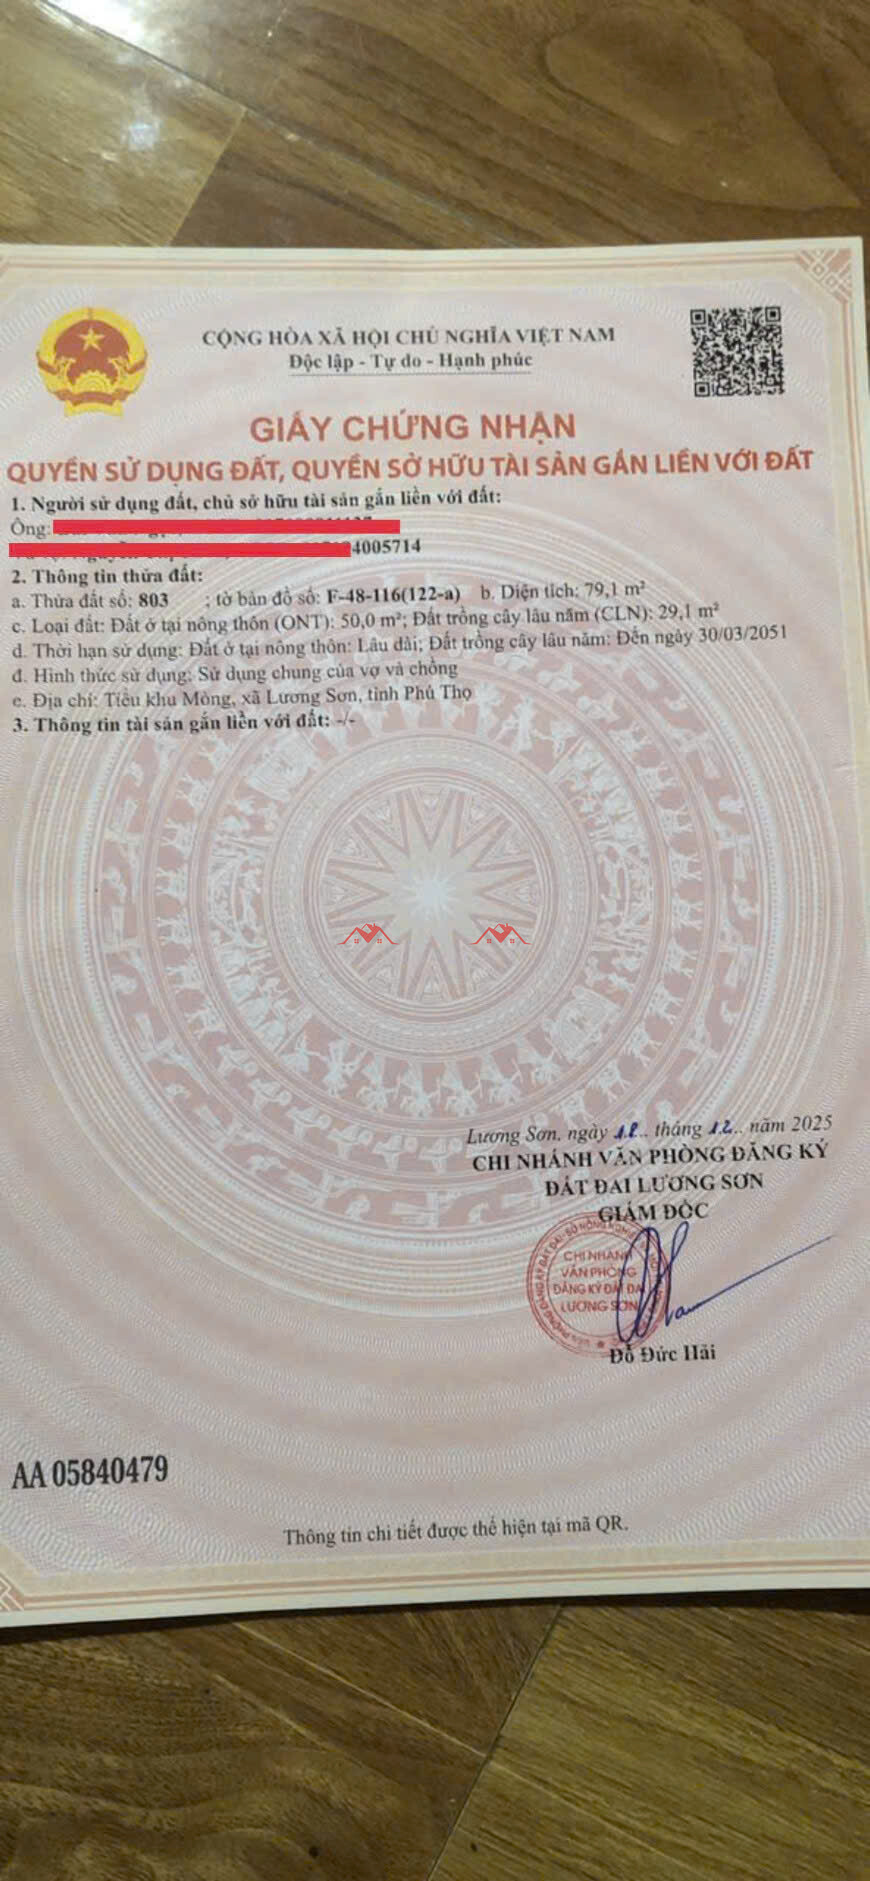 CỘNG HÒA XÃ HỘI CHỦ NGHĨA VIỆT NAM
Độc lập - Tự do - Hạnh phúc
GIẤY CHỨNG NHẬN
QUYỀN SỬ DỤNG ĐẤT, QUYỀN SỞ HỮU TÀI SẢN GẮN LIỀN VỚI ĐẤT
1. Người sử dụng đất, chủ sở hữu tài sản gắn liền với đất:
Ông:
4005714
2. Thông tin thửa đất:
a. Thửa đất số: 803 ; tờ bản đồ số: F-48-116(122-a) b. Diện tích: 79,1 m²
c. Loại đất: Đất ở tại nông thôn (ONT): 50,0 m²; Đất trồng cây lâu năm (CLN): 29,1 m²
d. Thời hạn sử dụng: Đất ở tại nông thôn: Lâu dài; Đất trồng cây lâu năm: Đến ngày 30/03/2051
đ. Hình thức sử dụng: Sử dụng chung của vợ và chồng
e. Địa chỉ: Tiểu khu Mòng, xã Lương Sơn, tỉnh Phú Thọ
3. Thông tin tài sản gắn liền với đất: -/-
Lương Sơn, ngày 18.. tháng 12.. năm 2025
CHI NHÁNH VĂN PHÒNG ĐĂNG KÝ
ĐẤT ĐAI LƯƠNG SƠN
GIÁM ĐỐC
CHI NHÁNH
VĂN PHÒNG
ĐĂNG KÝ ĐẤT ĐAI
LƯƠNG SƠN
Đỗ Đức Hải
AA 05840479
Thông tin chi tiết được thể hiện tại mã QR.